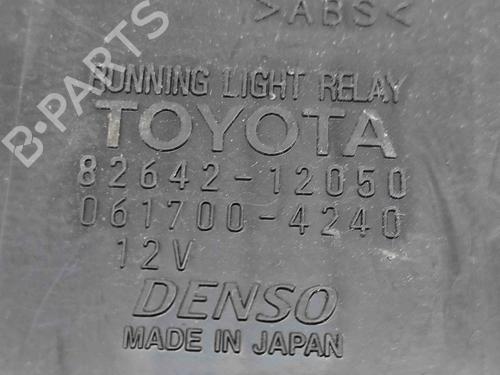 >ABS<
RUNNING LIGHT RELAY
TOYOTA
82642-12050
061700-4240
12V
DENSO
MADE IN JAPAN
B-PARTS